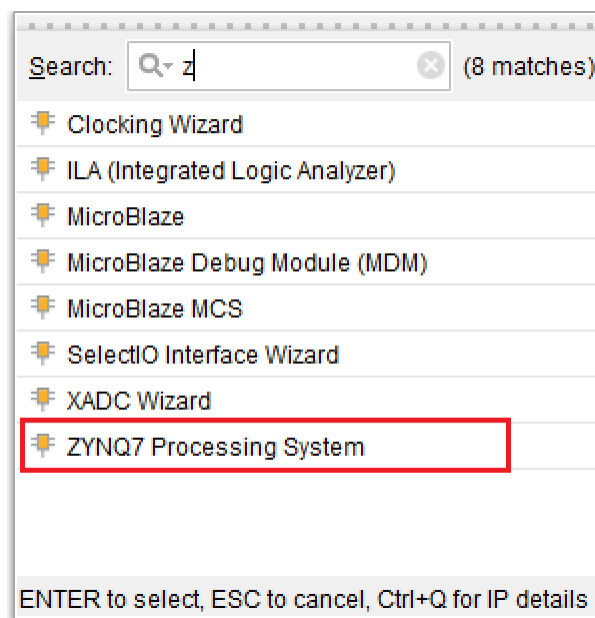 Search: z (8 matches)
Clocking Wizard
ILA (Integrated Logic Analyzer)
MicroBlaze
MicroBlaze Debug Module (MDM)
MicroBlaze MCS
SelectIO Interface Wizard
XADC Wizard
ZYNQ7 Processing System
ENTER to select, ESC to cancel, Ctrl+Q for IP details